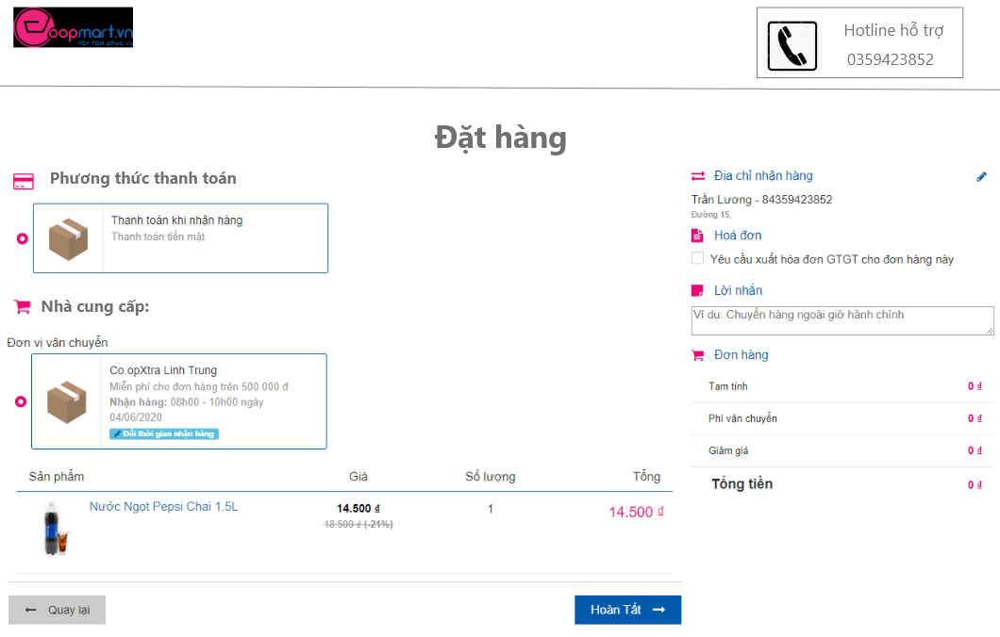 Coopmart.vn
tận tâm phục vụ
Hotline hỗ trợ
0359423852
Đặt hàng
Phương thức thanh toán
Thanh toán khi nhận hàng
Thanh toán tiền mặt
Nhà cung cấp:
Đơn vị vận chuyển
Co.opXtra Linh Trung
Miễn phí cho đơn hàng trên 500.000 đ
Nhận hàng: 08h00 - 10h00 ngày
04/06/2020
Đổi thời gian nhận hàng
Sản phẩm Giá Số lượng Tổng
Nước Ngọt Pepsi Chai 1.5L 14.500 ₫ 1 14.500 ₫
18.500 ₫ (-21%)
Quay lại
Hoàn Tất
Địa chỉ nhận hàng
Trần Lương - 84359423852
Đường 15,
Hoá đơn
Yêu cầu xuất hóa đơn GTGT cho đơn hàng này
Lời nhắn
Ví dụ: Chuyển hàng ngoài giờ hành chính
Đơn hàng
Tạm tính 0 ₫
Phí vận chuyển 0 ₫
Giảm giá 0 ₫
Tổng tiền 0 ₫